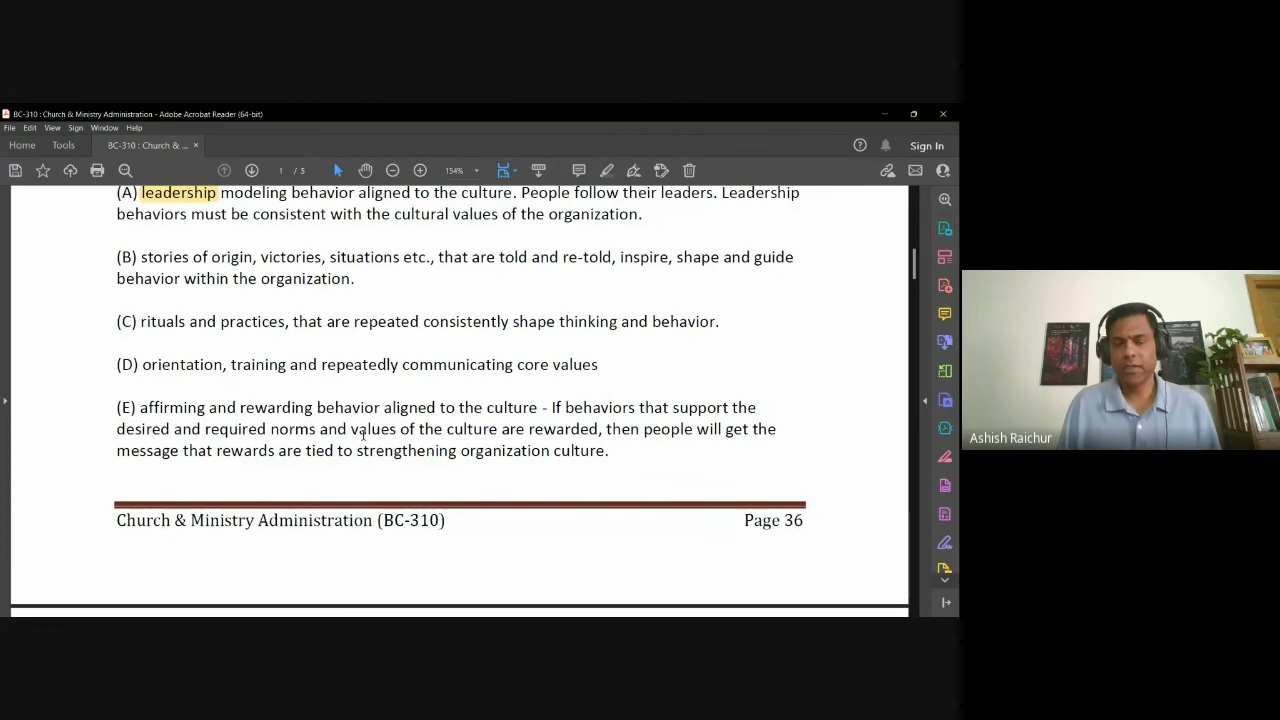 BC-310 : Church & Ministry Administration - Adobe Acrobat Reader (64-bit)
File Edit View Sign Window Help
Home Tools BC-310 : Church & ... × Sign In
1 / 5 154%
(A) leadership modeling behavior aligned to the culture. People follow their leaders. Leadership
behaviors must be consistent with the cultural values of the organization.
(B) stories of origin, victories, situations etc., that are told and re-told, inspire, shape and guide
behavior within the organization.
(C) rituals and practices, that are repeated consistently shape thinking and behavior.
(D) orientation, training and repeatedly communicating core values
(E) affirming and rewarding behavior aligned to the culture - If behaviors that support the
desired and required norms and values of the culture are rewarded, then people will get the
message that rewards are tied to strengthening organization culture.
Church & Ministry Administration (BC-310) Page 36
Ashish Raichur